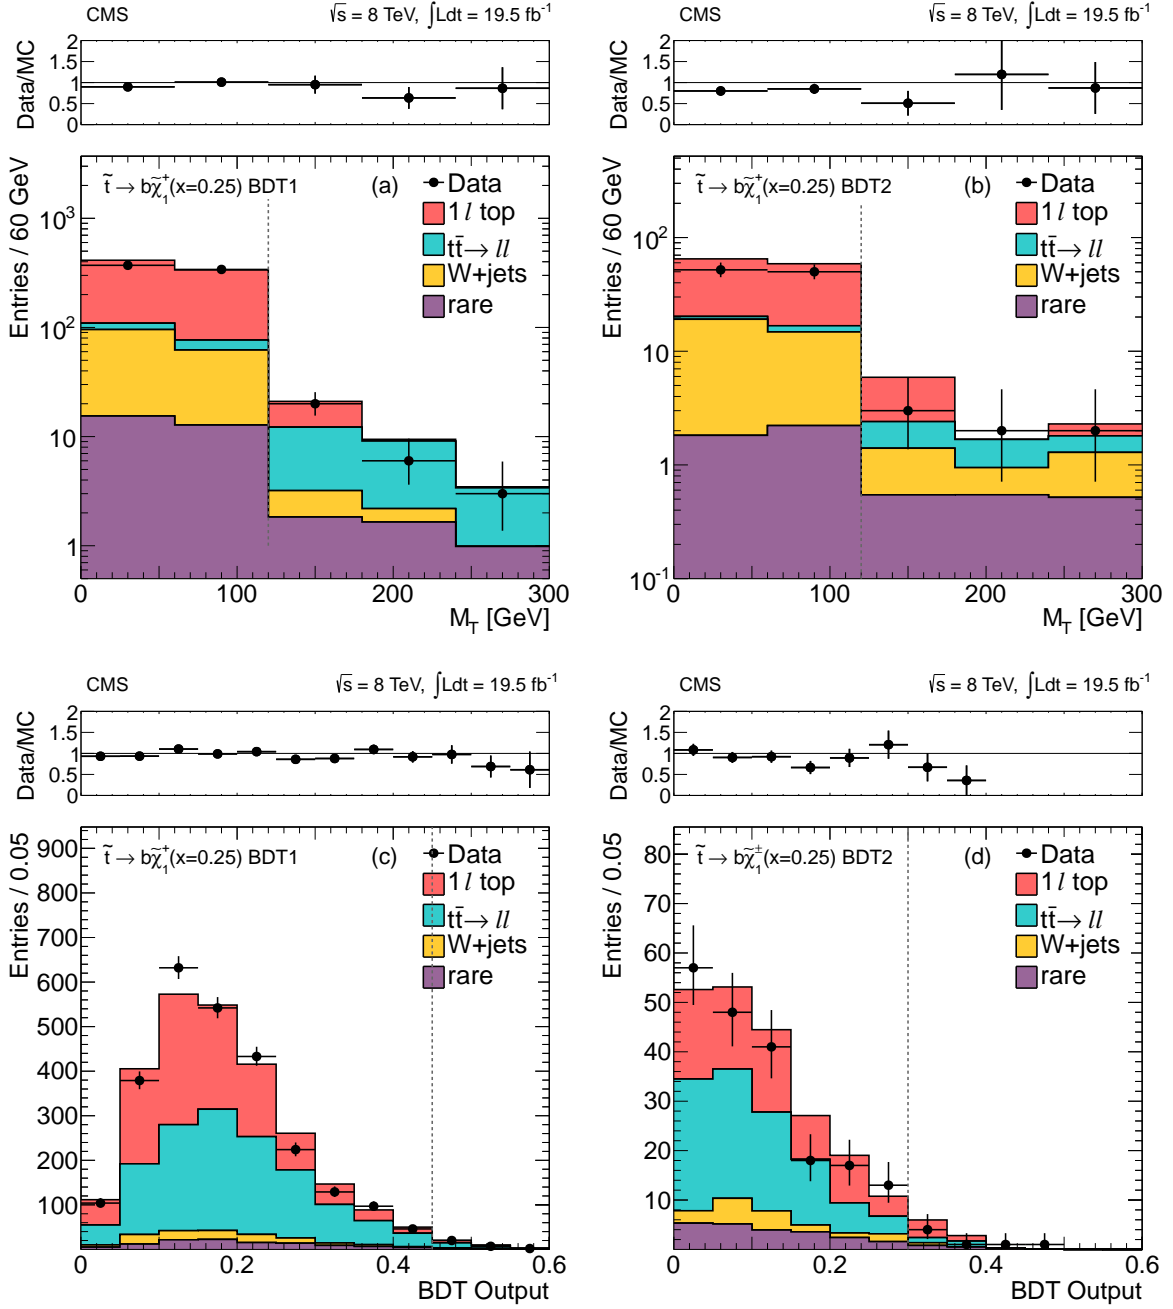 CMS √s = 8 TeV, ∫Ldt = 19.5 fb⁻¹
Data/MC
2
1.5
1
0.5
0
Entries / 60 GeV
t̃ → bχ̃₁⁺(x=0.25) BDT1 (a)
Data
1 l top
tt̄ → ll
W+jets
rare
10³
10²
10
1
0 100 200 300
M_T [GeV]
CMS √s = 8 TeV, ∫Ldt = 19.5 fb⁻¹
Data/MC
2
1.5
1
0.5
0
Entries / 60 GeV
t̃ → bχ̃₁⁺(x=0.25) BDT2 (b)
Data
1 l top
tt̄ → ll
W+jets
rare
10²
10
1
10⁻¹
0 100 200 300
M_T [GeV]
CMS √s = 8 TeV, ∫Ldt = 19.5 fb⁻¹
Data/MC
2
1.5
1
0.5
0
Entries / 0.05
t̃ → bχ̃₁⁺(x=0.25) BDT1 (c)
Data
1 l top
tt̄ → ll
W+jets
rare
900
800
700
600
500
400
300
200
100
0 0.2 0.4 0.6
BDT Output
CMS √s = 8 TeV, ∫Ldt = 19.5 fb⁻¹
Data/MC
2
1.5
1
0.5
0
Entries / 0.05
t̃ → bχ̃₁±(x=0.25) BDT2 (d)
Data
1 l top
tt̄ → ll
W+jets
rare
80
70
60
50
40
30
20
10
0
0 0.2 0.4 0.6
BDT Output